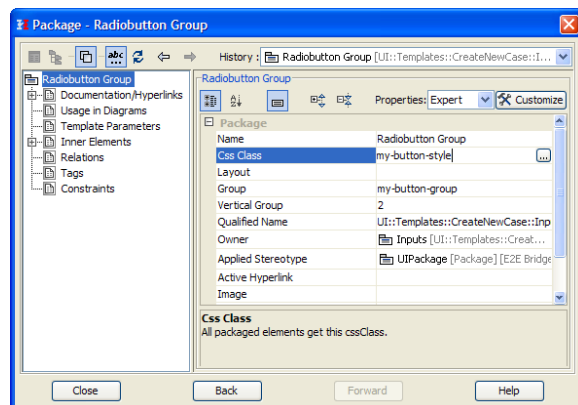 Package - Radiobutton Group
abc
History : Radiobutton Group [UI::Templates::CreateNewCase::I...
Radiobutton Group
Documentation/Hyperlinks
Usage in Diagrams
Template Parameters
Inner Elements
Relations
Tags
Constraints
Radiobutton Group
Properties: Expert Customize
Package
Name Radiobutton Group
Css Class my-button-style ...
Layout
Group my-button-group
Vertical Group 2
Qualified Name UI::Templates::CreateNewCase::Inp
Owner Inputs [UI::Templates::Creat...
Applied Stereotype UIPackage [Package] [E2E Bridge
Active Hyperlink
Image
Css Class
All packaged elements get this cssClass.
Close Back Forward Help